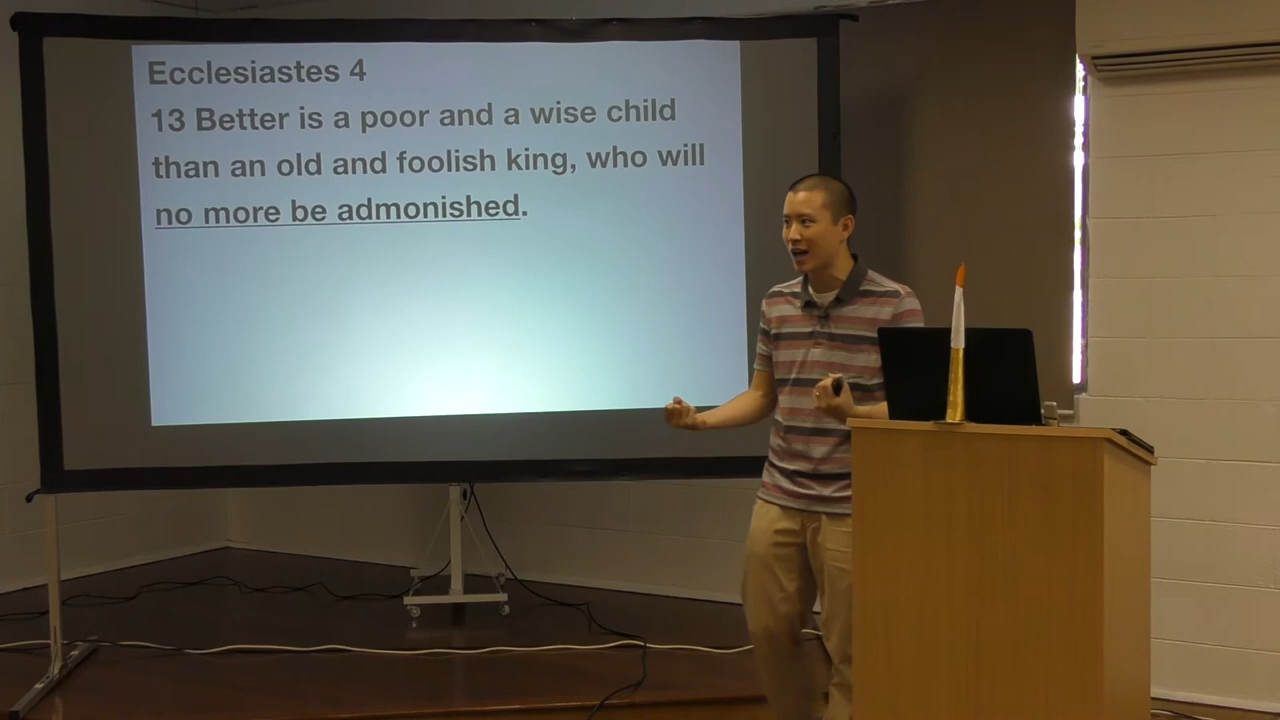 Ecclesiastes 4
13 Better is a poor and a wise child
than an old and foolish king, who will
no more be admonished.